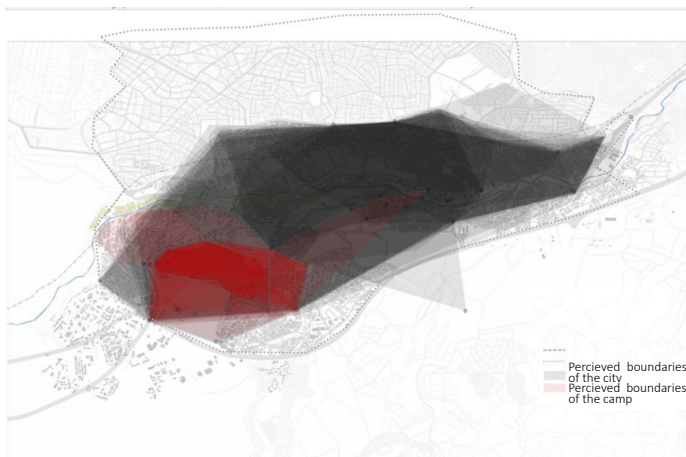 Percieved boundaries
of the city
Percieved boundaries
of the camp